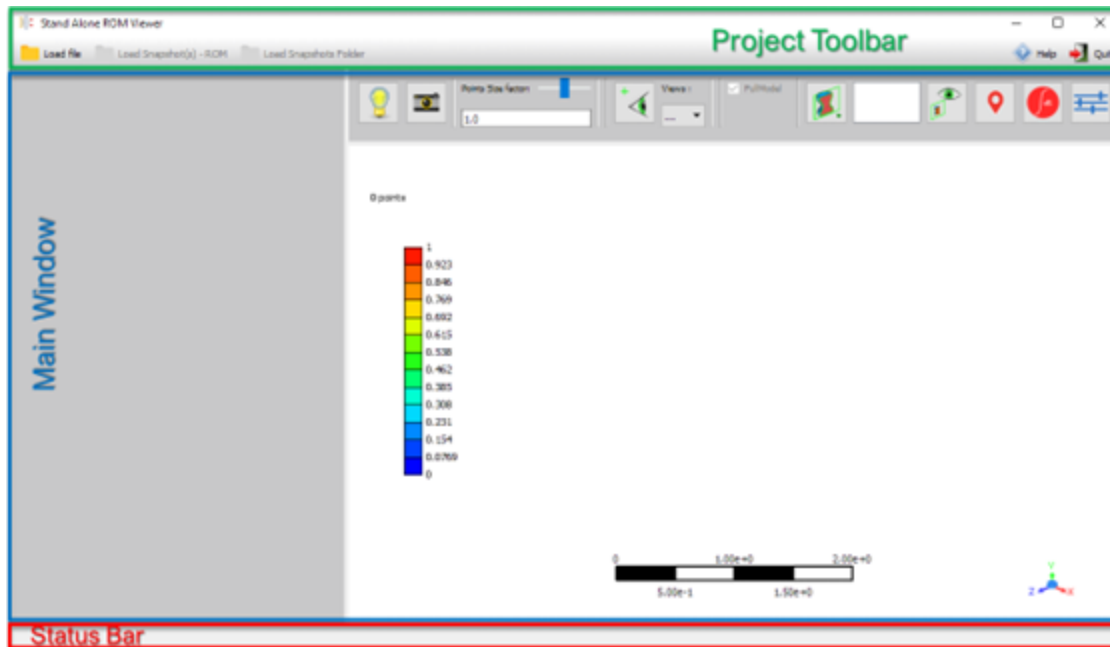 Stand Alone ROM Viewer
Load file Load Snapshot(s) - ROM Load Snapshots Folder Project Toolbar Help Quit
Points Size factor: Views : FullModel
1.0 ---
Main Window
0 points
1
0.923
0.846
0.769
0.692
0.615
0.538
0.462
0.385
0.308
0.231
0.154
0.0769
0
0 1.00e+0 2.00e+0
5.00e-1 1.50e+0
Y
Z X
Status Bar